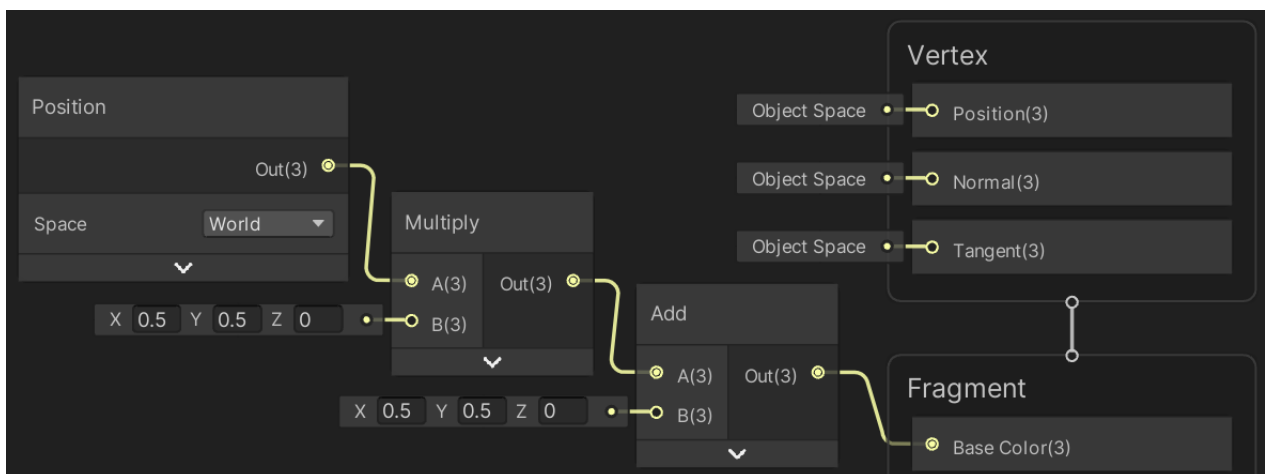 Position
Out(3)
Space World
Multiply
A(3) Out(3)
X 0.5 Y 0.5 Z 0 B(3)
Add
A(3) Out(3)
X 0.5 Y 0.5 Z 0 B(3)
Vertex
Object Space Position(3)
Object Space Normal(3)
Object Space Tangent(3)
Fragment
Base Color(3)